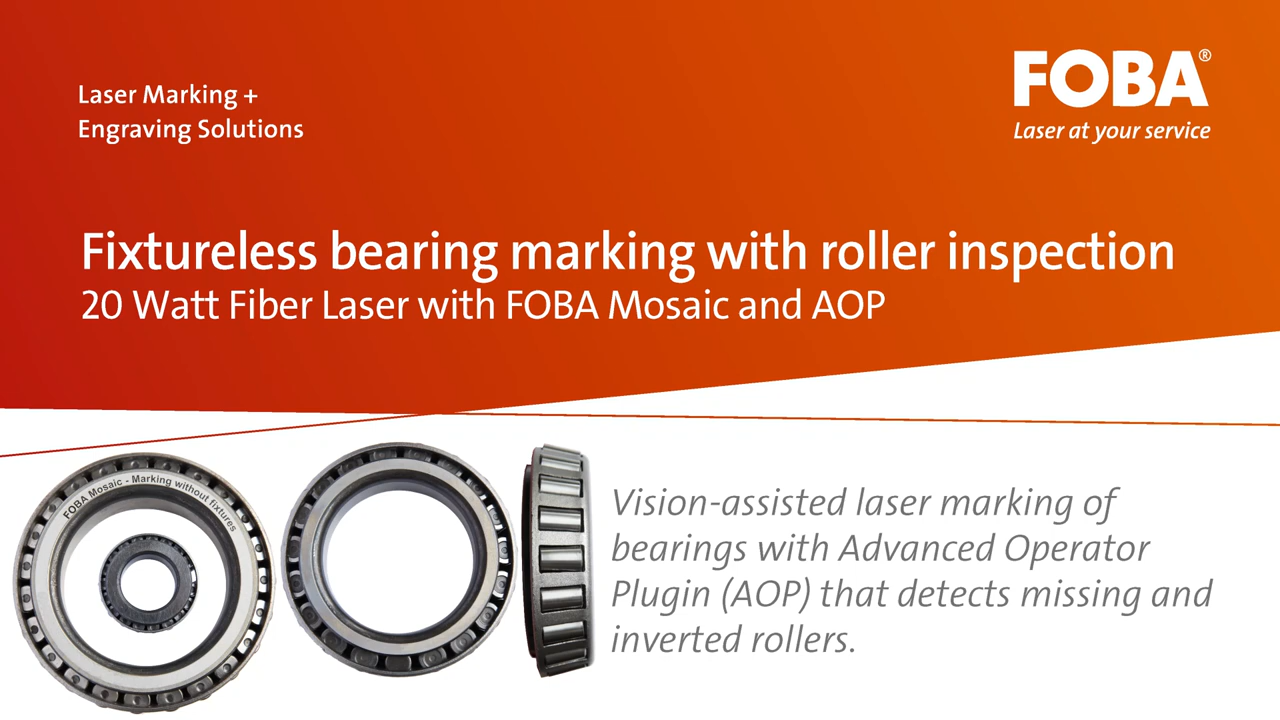 Laser Marking +
Engraving Solutions
FOBA®
Laser at your service
Fixtureless bearing marking with roller inspection
20 Watt Fiber Laser with FOBA Mosaic and AOP
FOBA Mosaic - Marking without fixtures
Vision-assisted laser marking of
bearings with Advanced Operator
Plugin (AOP) that detects missing and
inverted rollers.